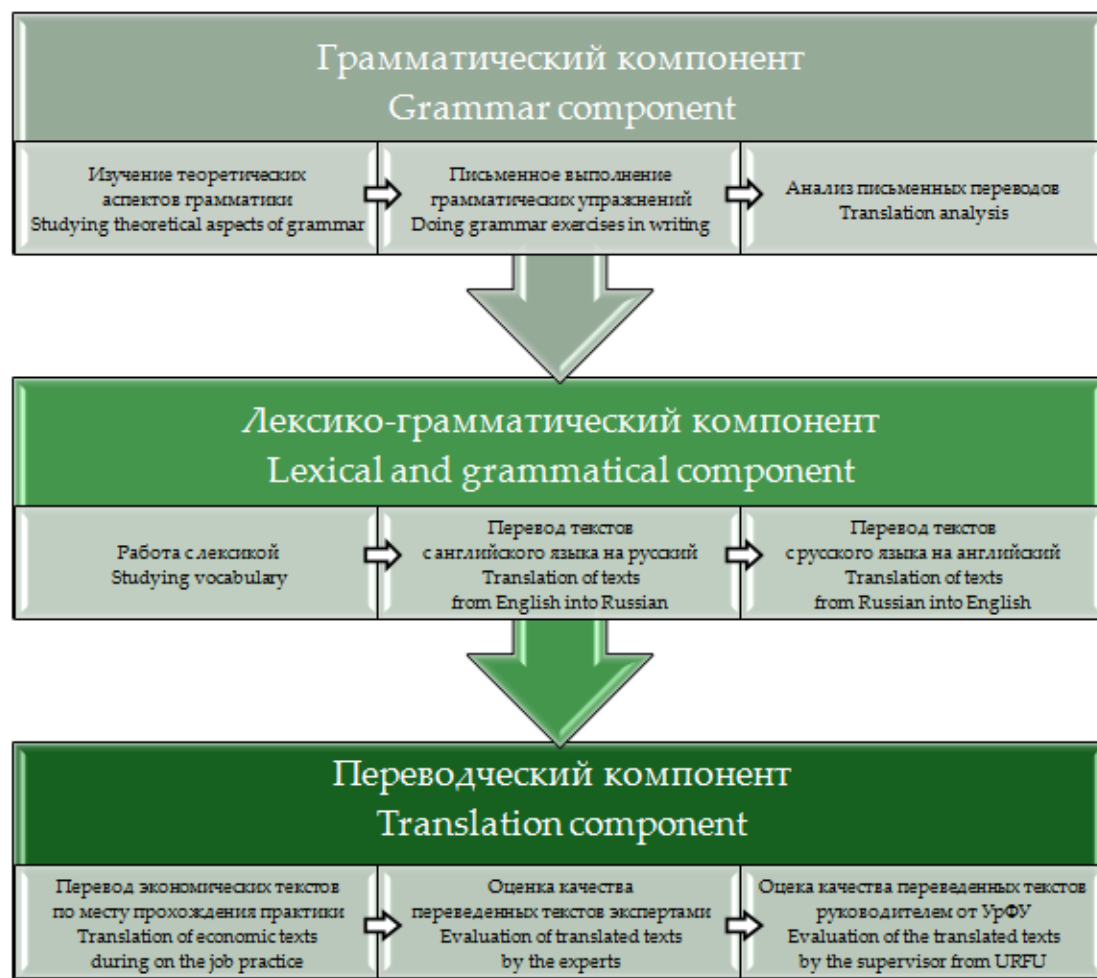 Грамматический компонент
Grammar component
Изучение теоретических
аспектов грамматики
Studying theoretical aspects of grammar
Письменное выполнение
грамматических упражнений
Doing grammar exercises in writing
Анализ письменных переводов
Translation analysis
Лексико-грамматический компонент
Lexical and grammatical component
Работа с лексикой
Studying vocabulary
Перевод текстов
с английского языка на русский
Translation of texts
from English into Russian
Перевод текстов
с русского языка на английский
Translation of texts
from Russian into English
Переводческий компонент
Translation component
Перевод экономических текстов
по месту прохождения практики
Translation of economic texts
during on the job practice
Оценка качества
переведенных текстов экспертами
Evaluation of translated texts
by the experts
Оцека качества переведенных текстов
руководителем от УрФУ
Evaluation of the translated texts
by the supervisor from URFU